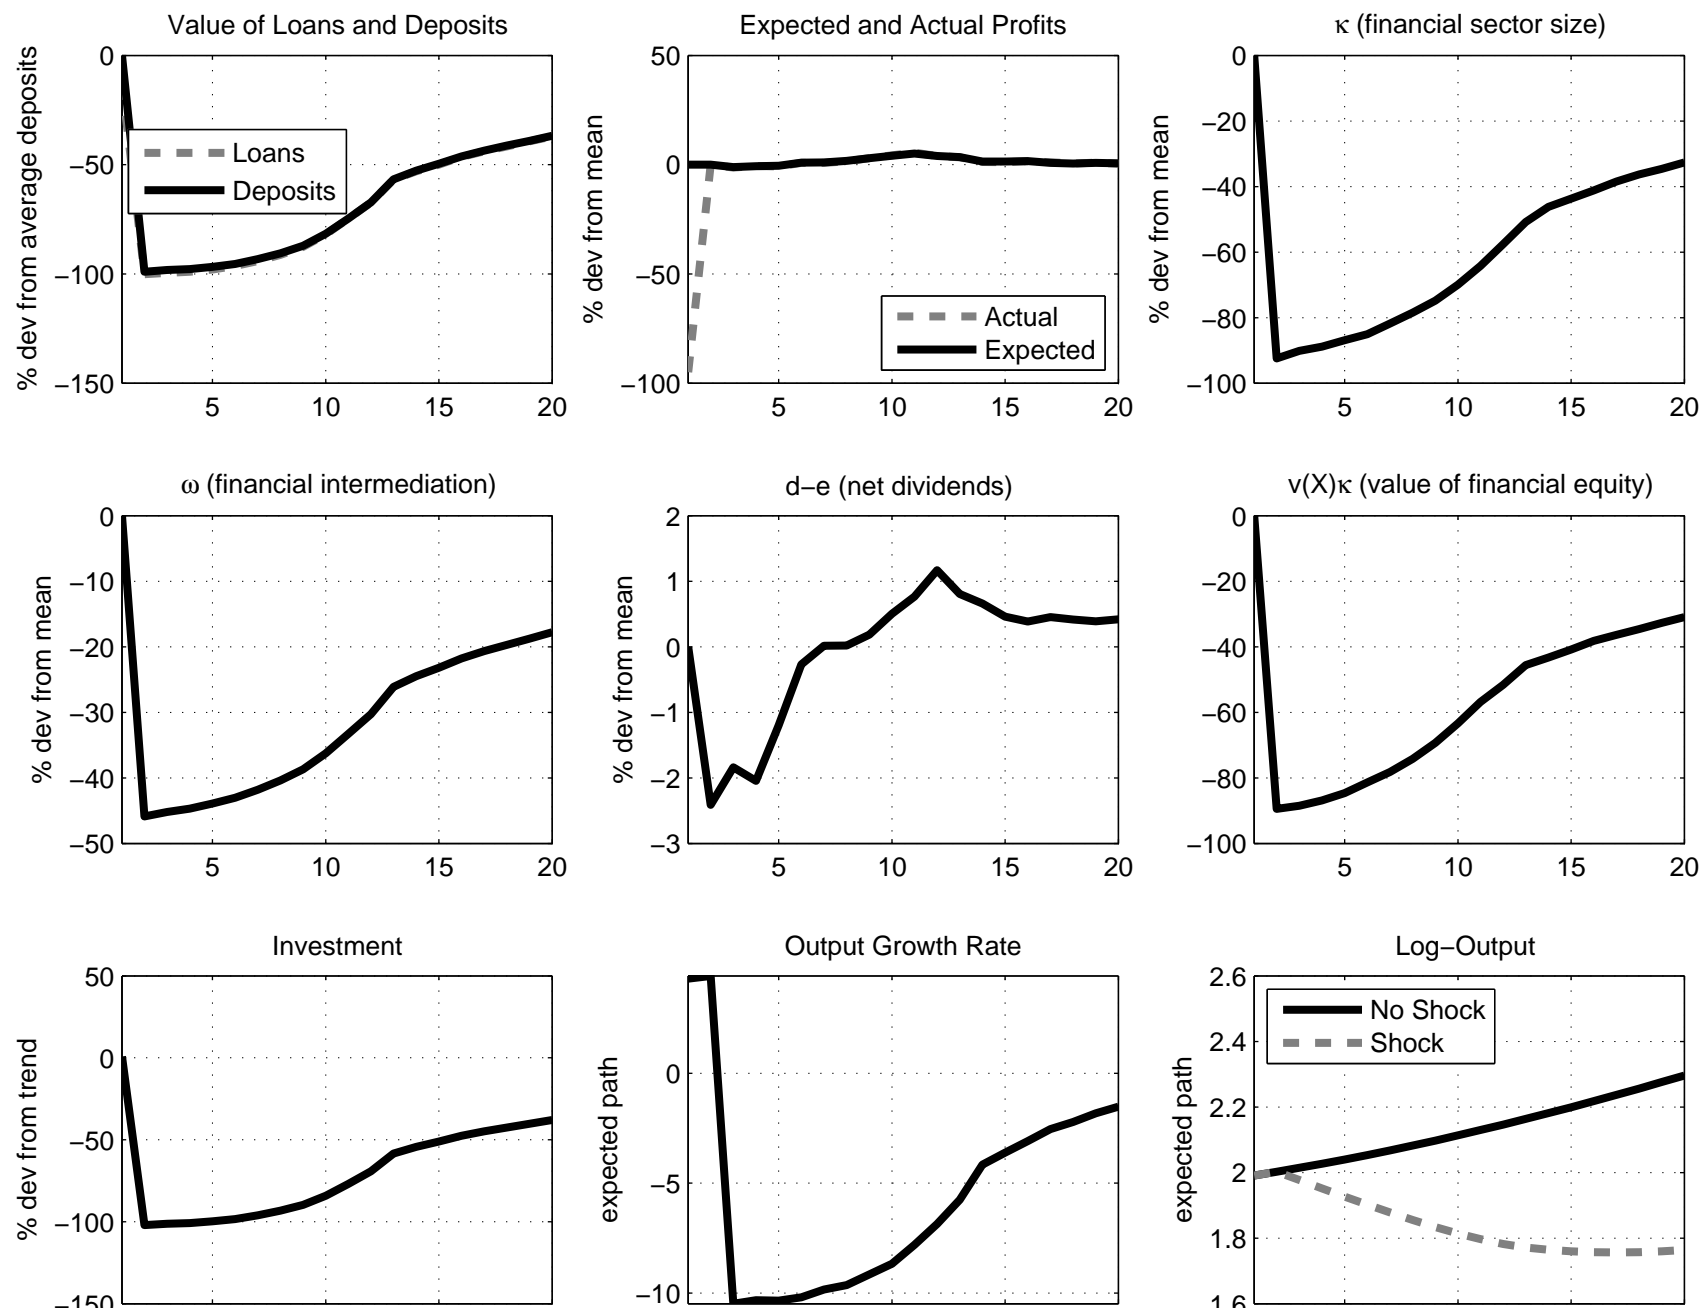 Value of Loans and Deposits
% dev from average deposits
0
−50
−100
−150
5 10 15 20
Loans
Deposits
Expected and Actual Profits
% dev from mean
50
0
−50
−100
5 10 15 20
Actual
Expected
κ (financial sector size)
% dev from mean
0
−20
−40
−60
−80
−100
5 10 15 20
ω (financial intermediation)
% dev from mean
0
−10
−20
−30
−40
−50
5 10 15 20
d−e (net dividends)
% dev from mean
2
1
0
−1
−2
−3
5 10 15 20
v(X)κ (value of financial equity)
% dev from mean
0
−20
−40
−60
−80
−100
5 10 15 20
Investment
% dev from trend
50
0
−50
−100
−150
Output Growth Rate
expected path
0
−5
−10
Log−Output
expected path
2.6
2.4
2.2
2
1.8
1.6
No Shock
Shock